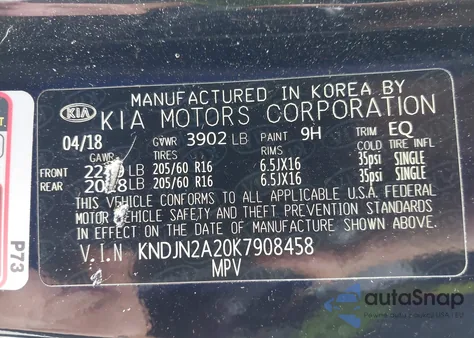 MANUFACTURED IN KOREA BY
KIA KIA MOTORS CORPORATION
04/18 GVWR 3902 LB PAINT 9H TRIM EQ
GAWR TIRES RIMS COLD TIRE INFL
FRONT LB 205/60 R16 6.5JX16 35psi SINGLE
REAR LB 205/60 R16 6.5JX16 35psi SINGLE
THIS VEHICLE CONFORMS TO ALL APPLICABLE U.S.A. FEDERAL
MOTOR VEHICLE SAFETY AND THEFT PREVENTION STANDARDS
IN EFFECT ON THE DATE OF MANUFACTURE SHOWN ABOVE.
V.I.N KNDJN2A20K7908458
MPV
P73
autoSnap